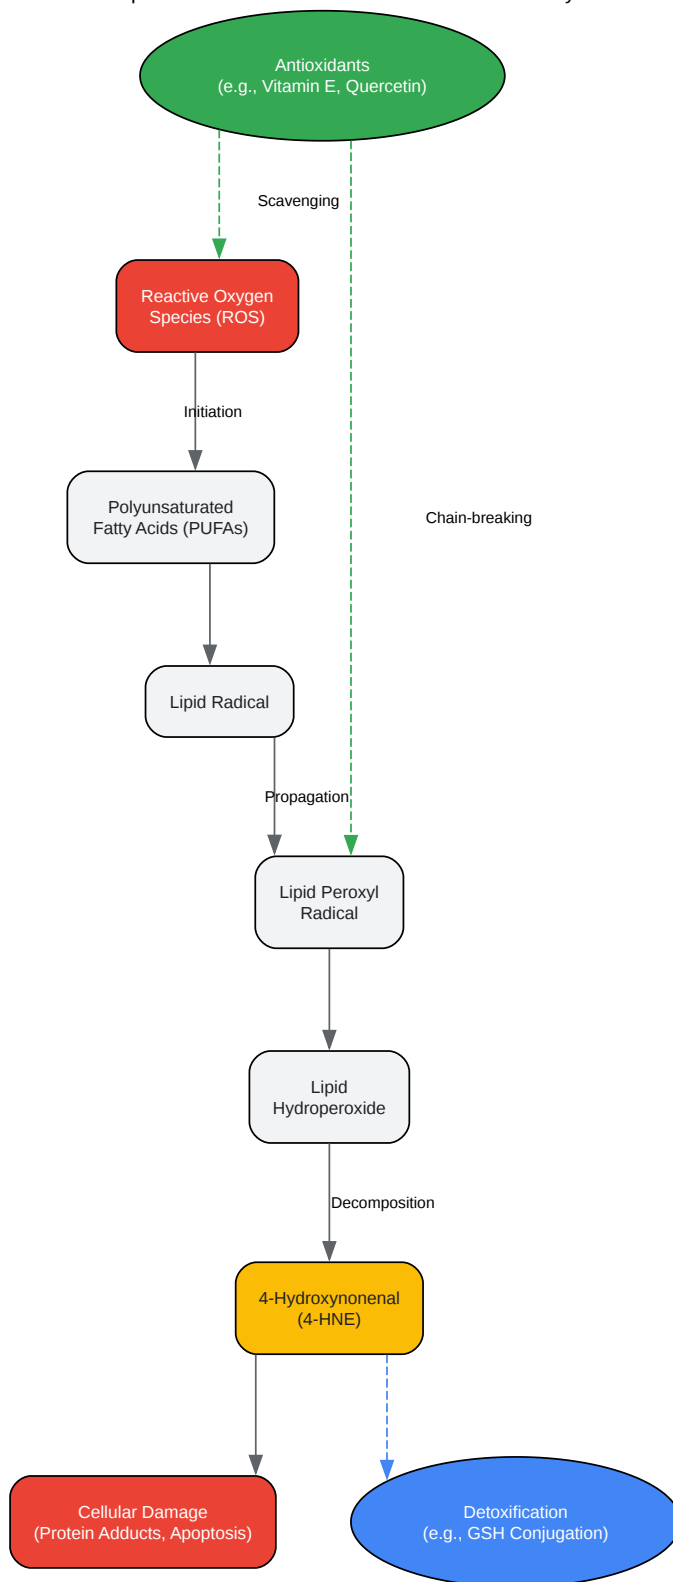 Antioxidants
(e.g., Vitamin E, Quercetin)
Scavenging
Reactive Oxygen
Species (ROS)
Initiation
Polyunsaturated
Fatty Acids (PUFAs)
Chain-breaking
Lipid Radical
Propagation
Lipid Peroxyl
Radical
Lipid
Hydroperoxide
Decomposition
4-Hydroxynonenal
(4-HNE)
Cellular Damage
(Protein Adducts, Apoptosis)
Detoxification
(e.g., GSH Conjugation)